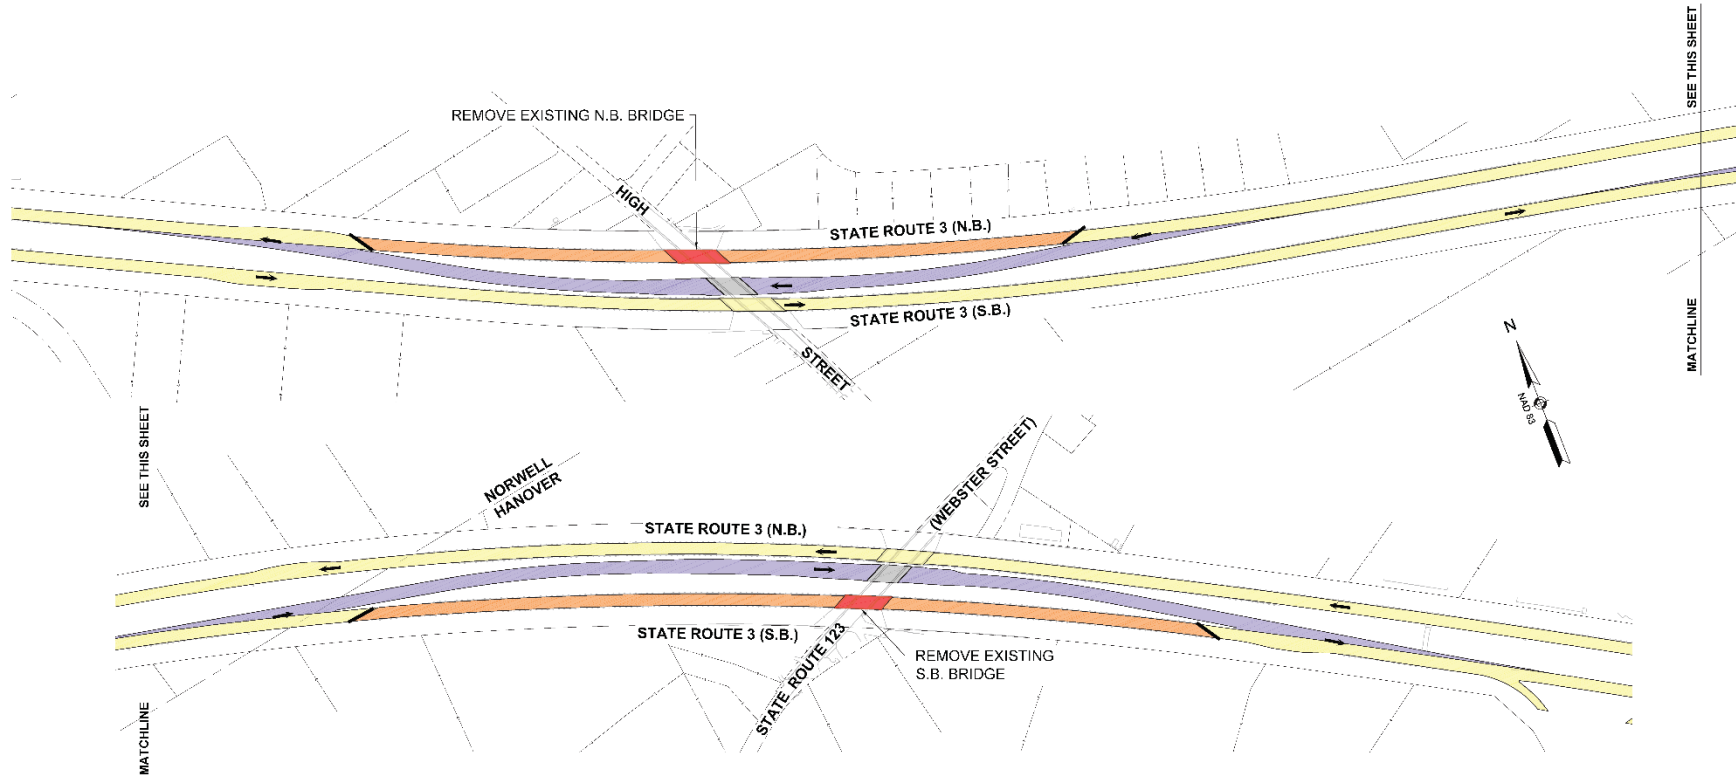 SEE THIS SHEET
REMOVE EXISTING N.B. BRIDGE
HIGH
STATE ROUTE 3 (N.B.)
STATE ROUTE 3 (S.B.)
STREET
MATCHLINE
N
NAD 83
SEE THIS SHEET
NORWELL
HANOVER
(WEBSTER STREET)
STATE ROUTE 3 (N.B.)
STATE ROUTE 3 (S.B.)
STATE ROUTE 123
REMOVE EXISTING
S.B. BRIDGE
MATCHLINE